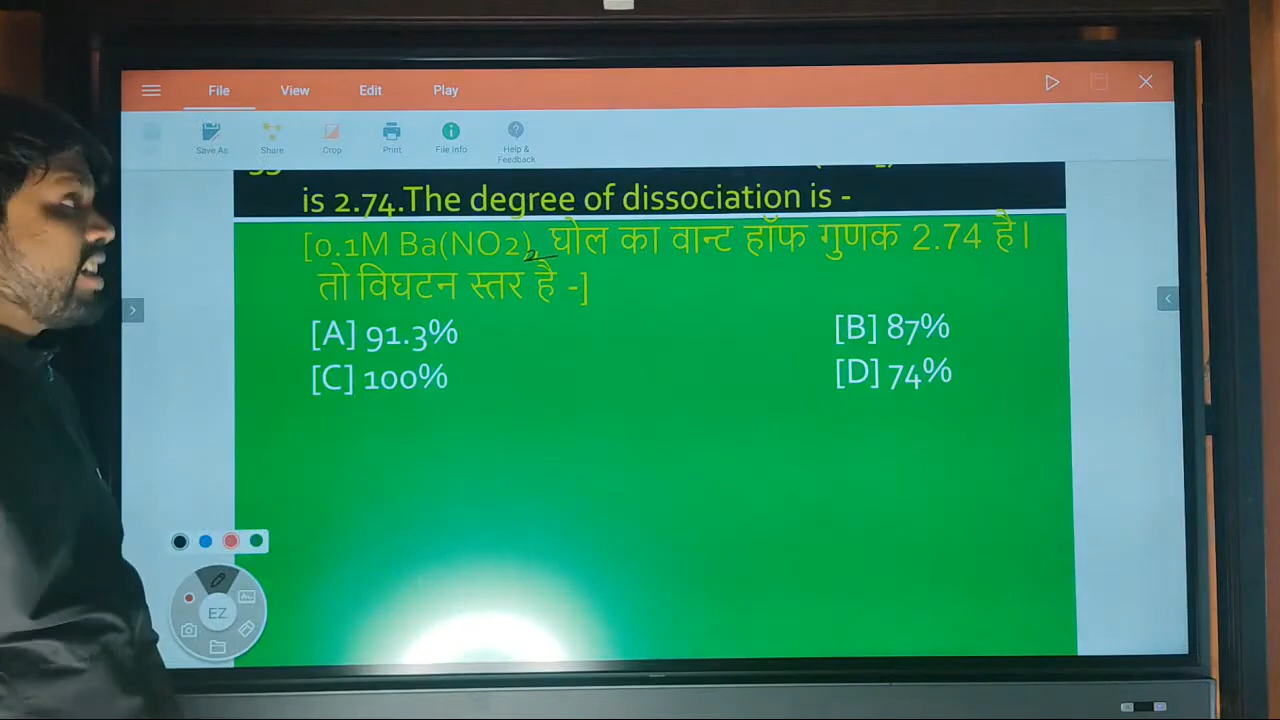 File View Edit Play
Save As Share Crop Print File Info Help & Feedback
is 2.74.The degree of dissociation is -
[0.1M Ba(NO2)2 घोल का वान्ट हॉफ गुणक 2.74 है।
तो विघटन स्तर है -]
[A] 91.3% [B] 87%
[C] 100% [D] 74%
EZ